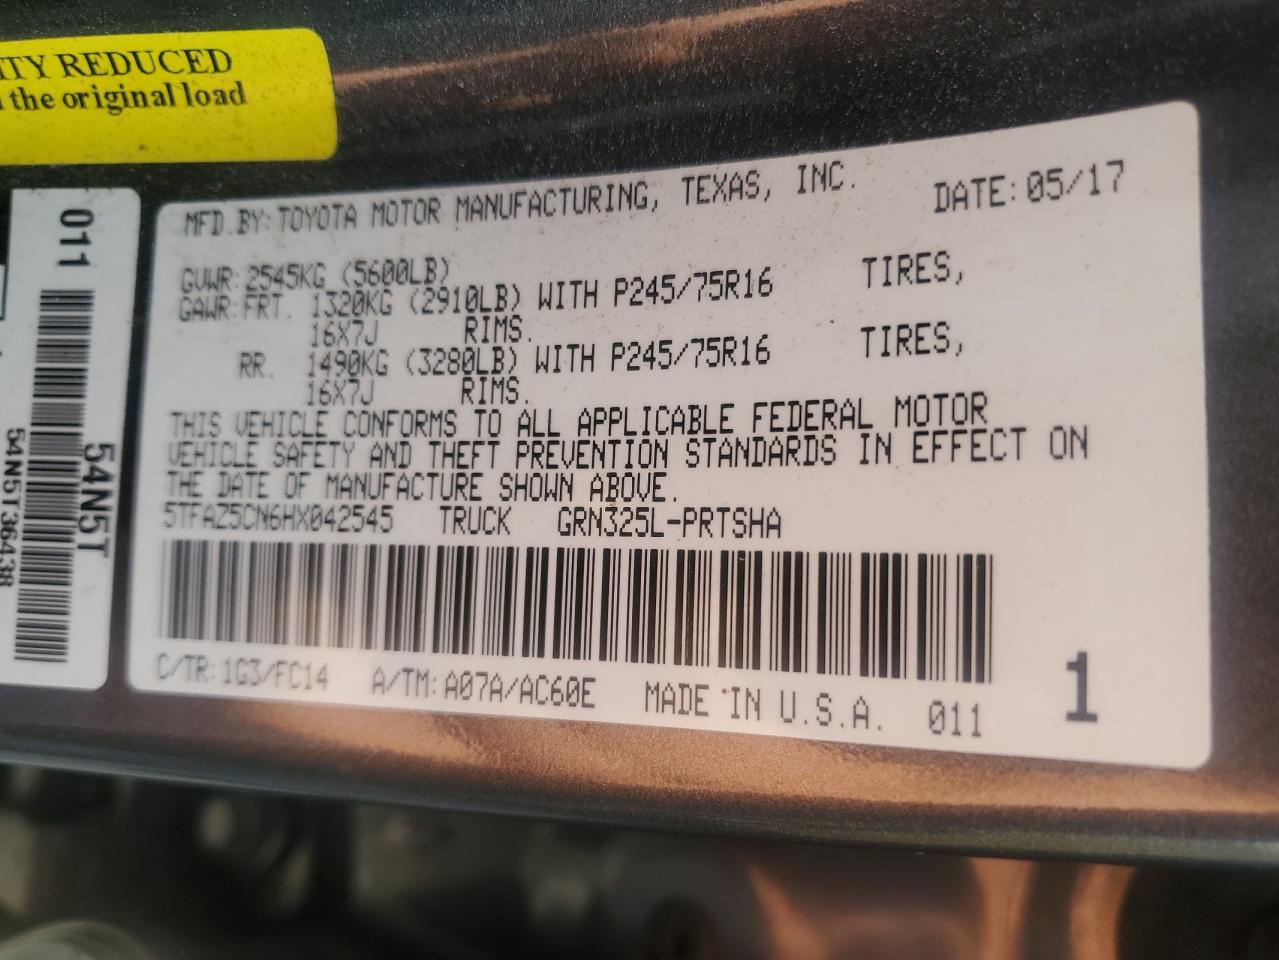 ITY REDUCED
the original load
011
54N5T
54N5T36438
MFD.BY:TOYOTA MOTOR MANUFACTURING, TEXAS, INC. DATE:05/17
GVWR:2545KG (5600LB)
GAWR:FRT. 1320KG (2910LB) WITH P245/75R16 TIRES,
16X7J RIMS.
RR. 1490KG (3280LB) WITH P245/75R16 TIRES,
16X7J RIMS.
THIS VEHICLE CONFORMS TO ALL APPLICABLE FEDERAL MOTOR
VEHICLE SAFETY AND THEFT PREVENTION STANDARDS IN EFFECT ON
THE DATE OF MANUFACTURE SHOWN ABOVE.
5TFAZ5CN6HX042545 TRUCK GRN325L-PRTSHA
C/TR:1G3/FC14 A/TM:A07A/AC60E MADE IN U.S.A. 011
1